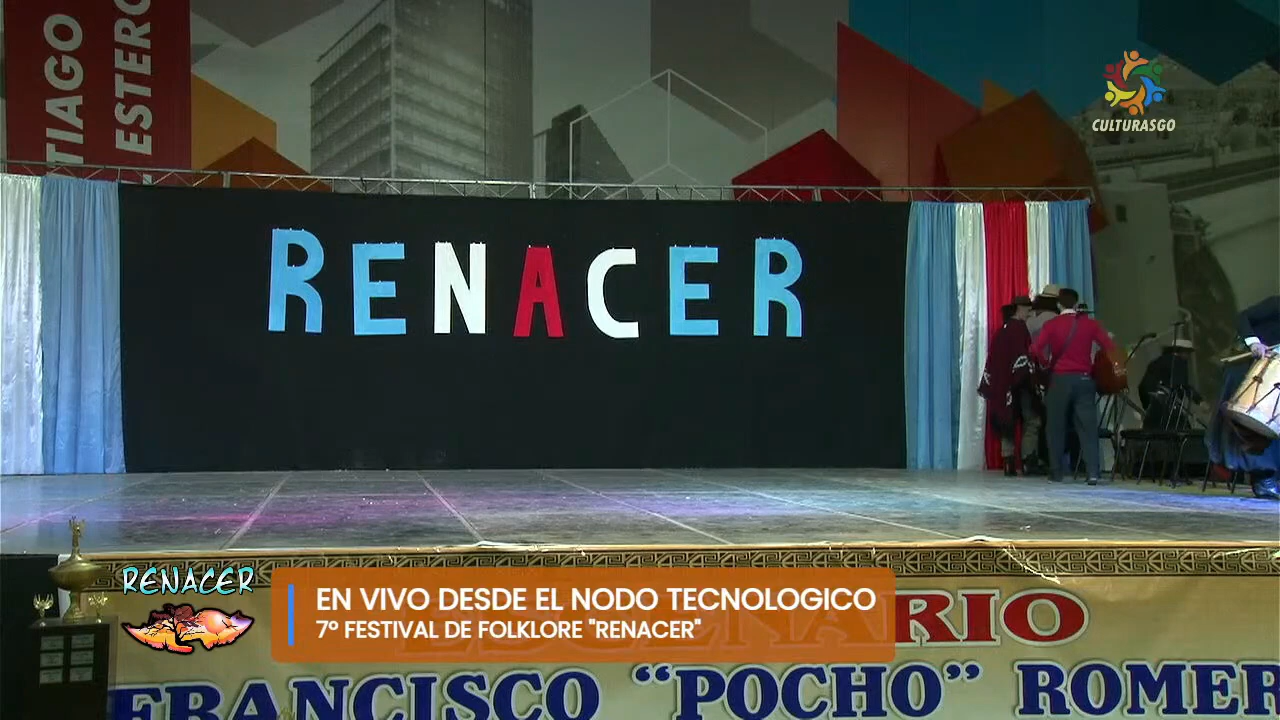 TIAGO
ESTERO
CULTURASGO
RENACER
RENACER
EN VIVO DESDE EL NODO TECNOLOGICO
7º FESTIVAL DE FOLKLORE "RENACER"
ESCENARIO
FRANCISCO “POCHO” ROMER